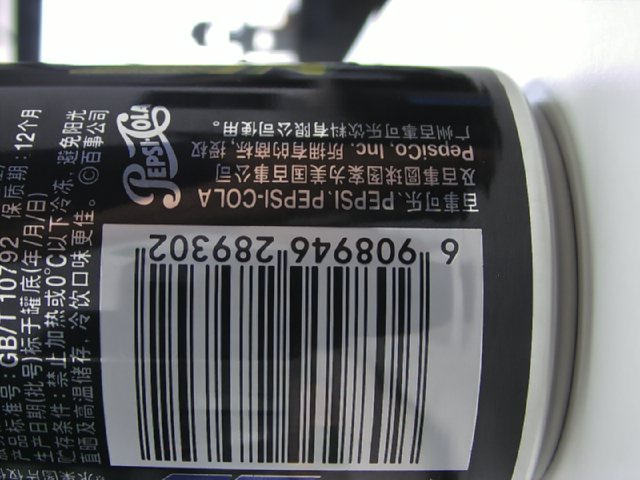 产品标准号：GB/T 10792 保质期：12个月
生产日期(批号)标于罐底(年/月/日)
贮存条件：禁止加热或0℃以下冷冻，避免阳光
直晒及高温储存，冷饮口味更佳。©百事公司
PEPSI-COLA
百事可乐、PEPSI、PEPSI-COLA
及百事圆球图案为美国百事公司
PepsiCo, Inc. 所拥有的商标，授权
广州百事可乐饮料有限公司使用。
6 908946 289302